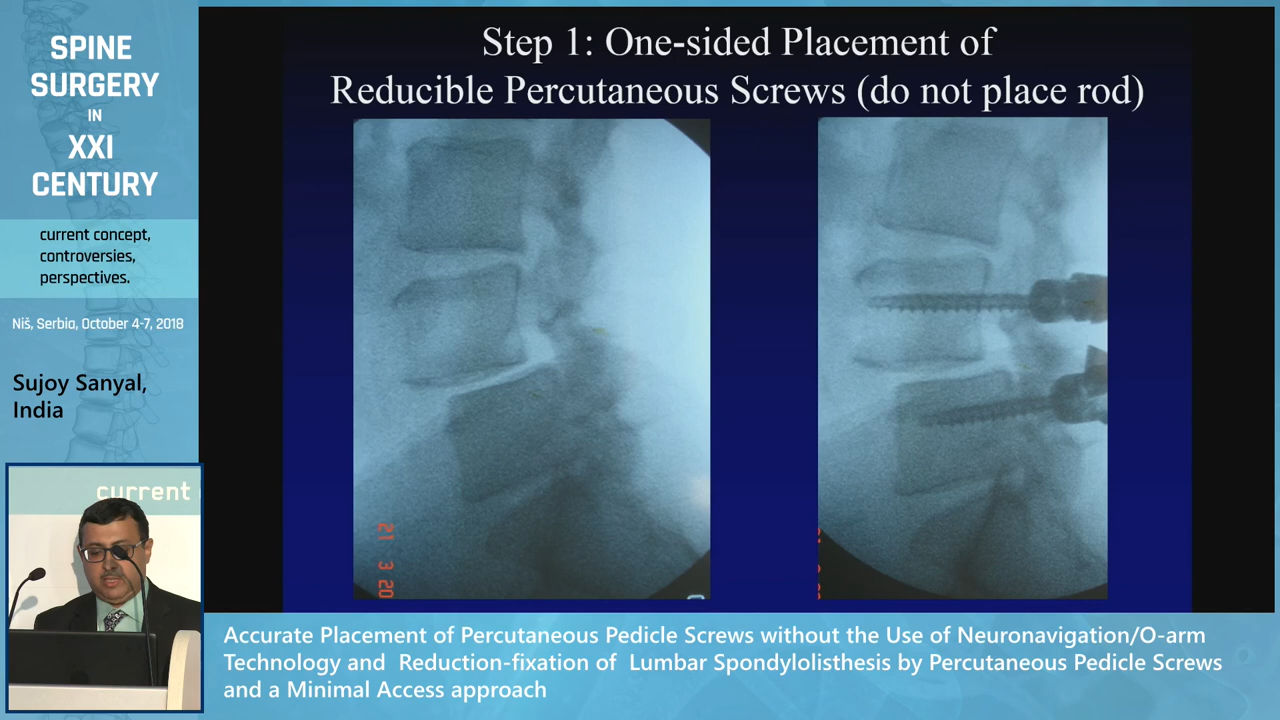 SPINE
SURGERY
IN
XXI
CENTURY
current concept,
controversies,
perspectives.
Niš, Serbia, October 4-7, 2018
Sujoy Sanyal,
India
current
Step 1: One-sided Placement of
Reducible Percutaneous Screws (do not place rod)
21 3 20
Accurate Placement of Percutaneous Pedicle Screws without the Use of Neuronavigation/O-arm
Technology and Reduction-fixation of Lumbar Spondylolisthesis by Percutaneous Pedicle Screws
and a Minimal Access approach